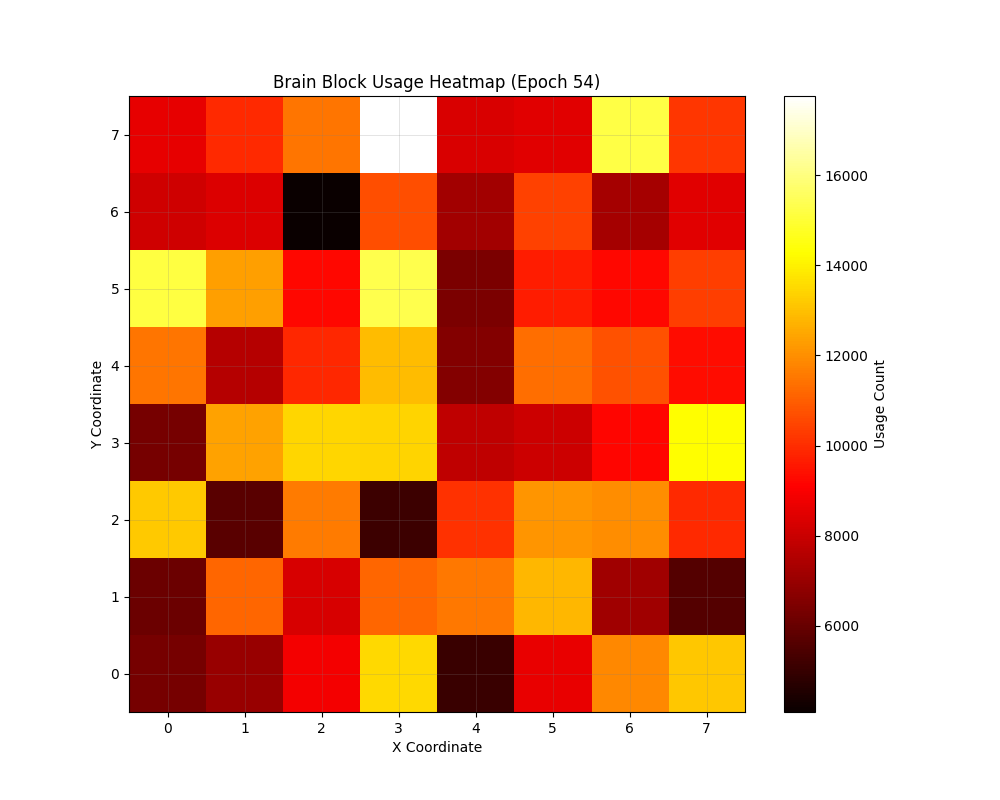 Brain Block Usage Heatmap (Epoch 54)
7
6
5
4
3
2
1
0
Y Coordinate
0 1 2 3 4 5 6 7
X Coordinate
16000
14000
12000
10000
8000
6000
Usage Count